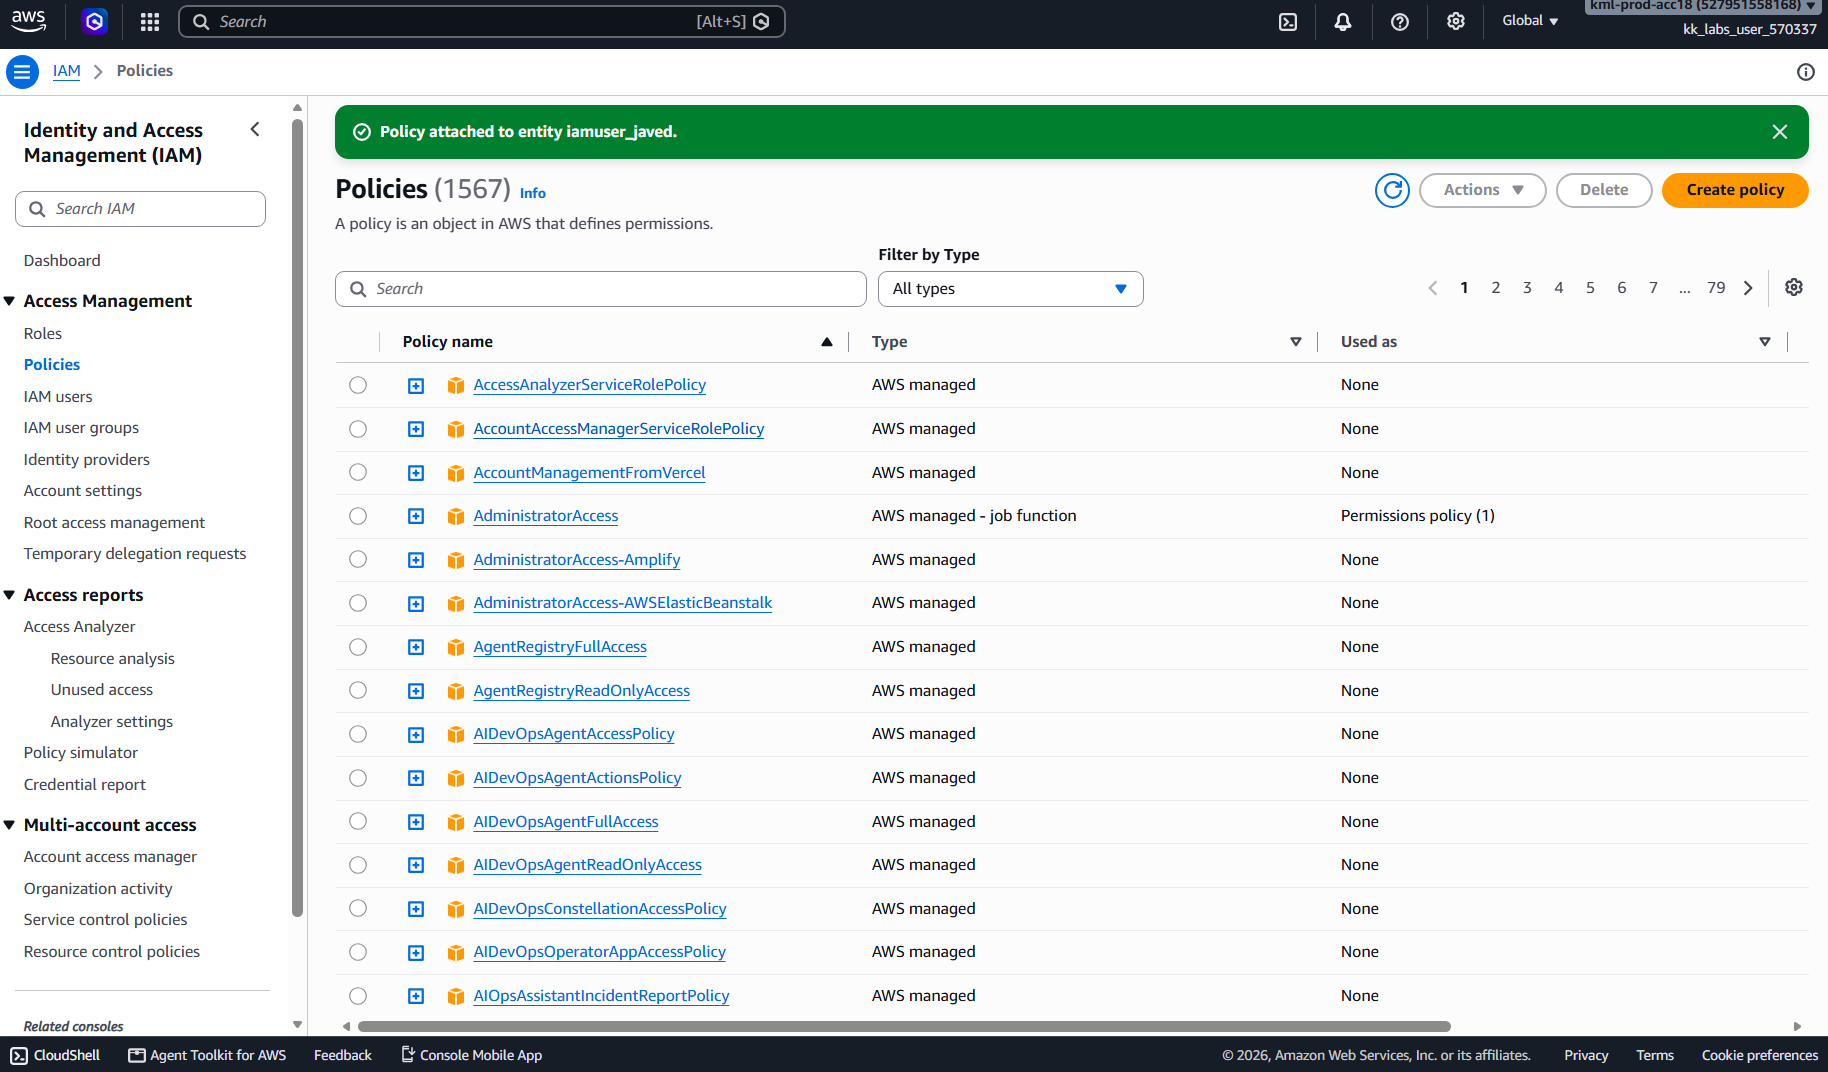 aws
Search [Alt+S]
Global
kml-prod-acc18 (527951558168)
kk_labs_user_570337
IAM > Policies
Identity and Access
Management (IAM)
Search IAM
Dashboard
Access Management
Roles
Policies
IAM users
IAM user groups
Identity providers
Account settings
Root access management
Temporary delegation requests
Access reports
Access Analyzer
Resource analysis
Unused access
Analyzer settings
Policy simulator
Credential report
Multi-account access
Account access manager
Organization activity
Service control policies
Resource control policies
Related consoles
Policy attached to entity iamuser_javed.
Policies (1567) Info
Actions
Delete
Create policy
A policy is an object in AWS that defines permissions.
Filter by Type
Search
All types
1 2 3 4 5 6 7 ... 79
Policy name Type Used as
AccessAnalyzerServiceRolePolicy AWS managed None
AccountAccessManagerServiceRolePolicy AWS managed None
AccountManagementFromVercel AWS managed None
AdministratorAccess AWS managed - job function Permissions policy (1)
AdministratorAccess-Amplify AWS managed None
AdministratorAccess-AWSElasticBeanstalk AWS managed None
AgentRegistryFullAccess AWS managed None
AgentRegistryReadOnlyAccess AWS managed None
AIDevOpsAgentAccessPolicy AWS managed None
AIDevOpsAgentActionsPolicy AWS managed None
AIDevOpsAgentFullAccess AWS managed None
AIDevOpsAgentReadOnlyAccess AWS managed None
AIDevOpsConstellationAccessPolicy AWS managed None
AIDevOpsOperatorAppAccessPolicy AWS managed None
AIOpsAssistantIncidentReportPolicy AWS managed None
CloudShell Agent Toolkit for AWS Feedback Console Mobile App © 2026, Amazon Web Services, Inc. or its affiliates. Privacy Terms Cookie preferences